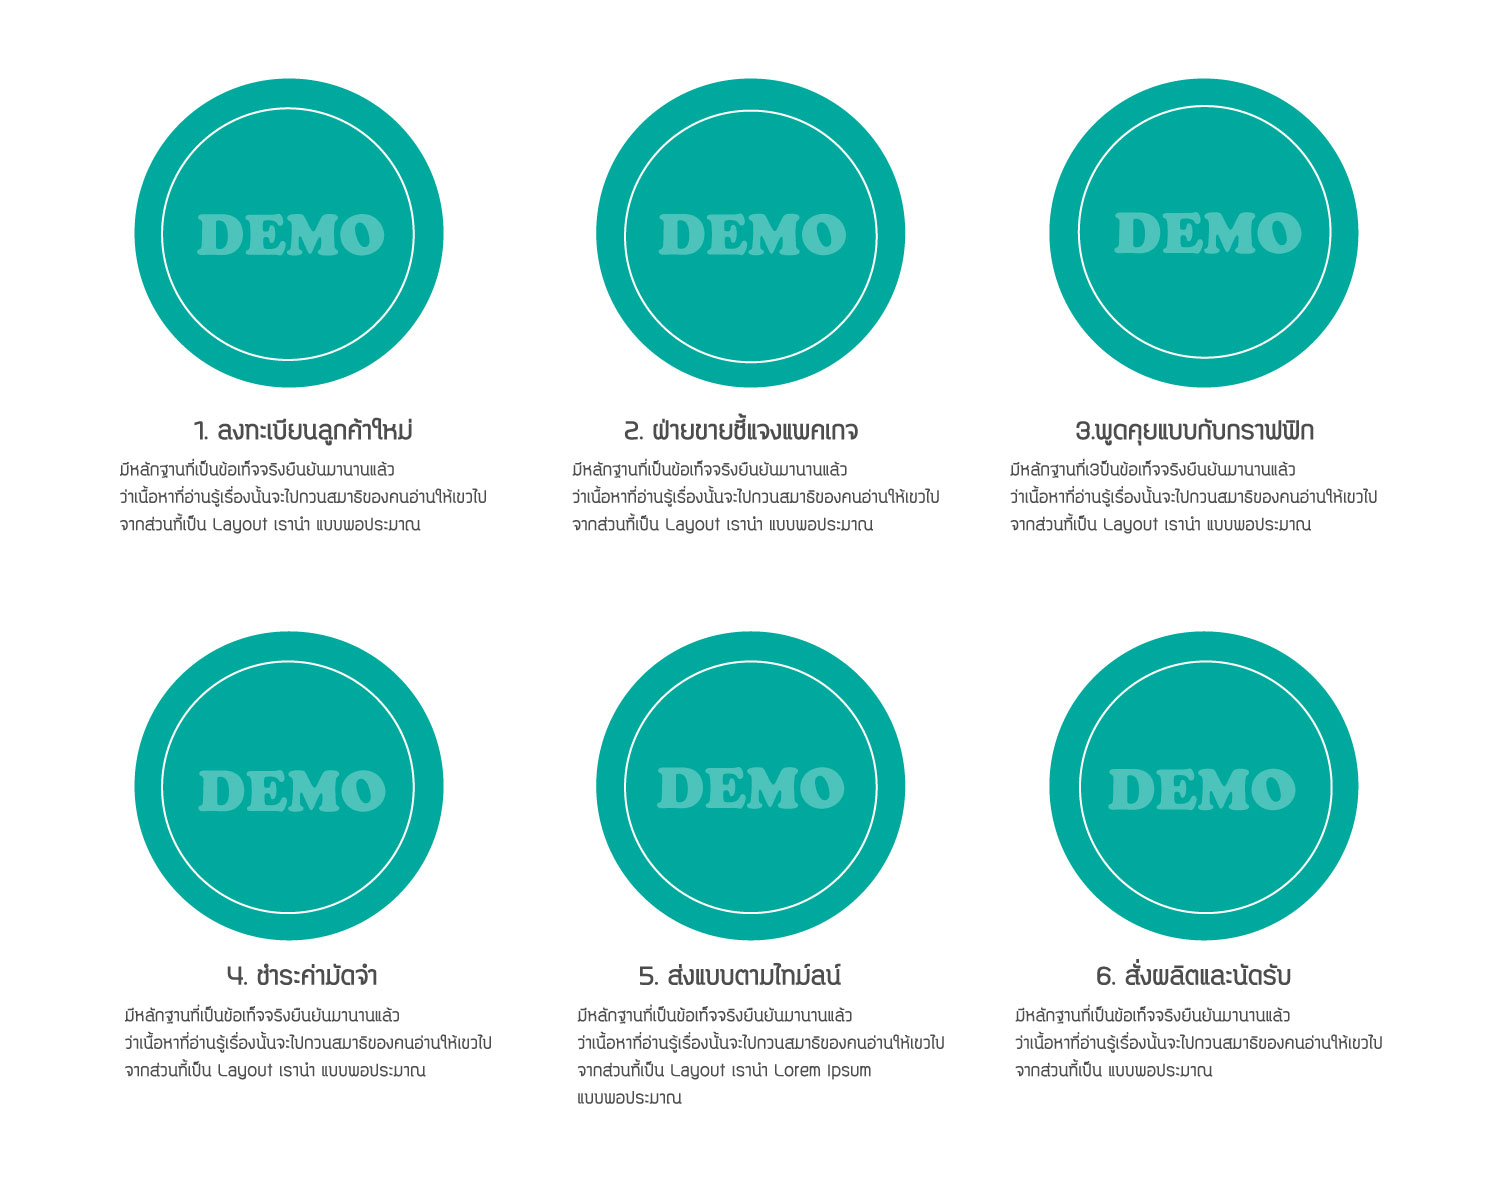 DEMO
DEMO
DEMO
1. ลงทะเบียนลูกค้าใหม่
มีหลักฐานที่เป็นข้อเท็จจริงยืนยันมานานแล้ว
ว่าเนื้อหาที่อ่านรู้เรื่องนั้นจะไปกวนสมาธิของคนอ่านให้เขวไป
จากส่วนที้เป็น Layout เรานำ แบบพอประมาณ
2. ฝ่ายขายชี้แจงแพคเกจ
มีหลักฐานที่เป็นข้อเท็จจริงยืนยันมานานแล้ว
ว่าเนื้อหาที่อ่านรู้เรื่องนั้นจะไปกวนสมาธิของคนอ่านให้เขวไป
จากส่วนที้เป็น Layout เรานำ แบบพอประมาณ
3.พูดคุยแบบกับกราฟฟิก
มีหลักฐานที่เ3ป็นข้อเท็จจริงยืนยันมานานแล้ว
ว่าเนื้อหาที่อ่านรู้เรื่องนั้นจะไปกวนสมาธิของคนอ่านให้เขวไป
จากส่วนที้เป็น Layout เรานำ แบบพอประมาณ
DEMO
DEMO
DEMO
4. ชำระค่ามัดจำ
มีหลักฐานที่เป็นข้อเท็จจริงยืนยันมานานแล้ว
ว่าเนื้อหาที่อ่านรู้เรื่องนั้นจะไปกวนสมาธิของคนอ่านให้เขวไป
จากส่วนที้เป็น Layout เรานำ แบบพอประมาณ
5. ส่งแบบตามไทม์ลน์
มีหลักฐานที่เป็นข้อเท็จจริงยืนยันมานานแล้ว
ว่าเนื้อหาที่อ่านรู้เรื่องนั้นจะไปกวนสมาธิของคนอ่านให้เขวไป
จากส่วนที้เป็น Layout เรานำ Lorem Ipsum
แบบพอประมาณ
6. สั่งผลิตและนัดรับ
มีหลักฐานที่เป็นข้อเท็จจริงยืนยันมานานแล้ว
ว่าเนื้อหาที่อ่านรู้เรื่องนั้นจะไปกวนสมาธิของคนอ่านให้เขวไป
จากส่วนที้เป็น แบบพอประมาณ